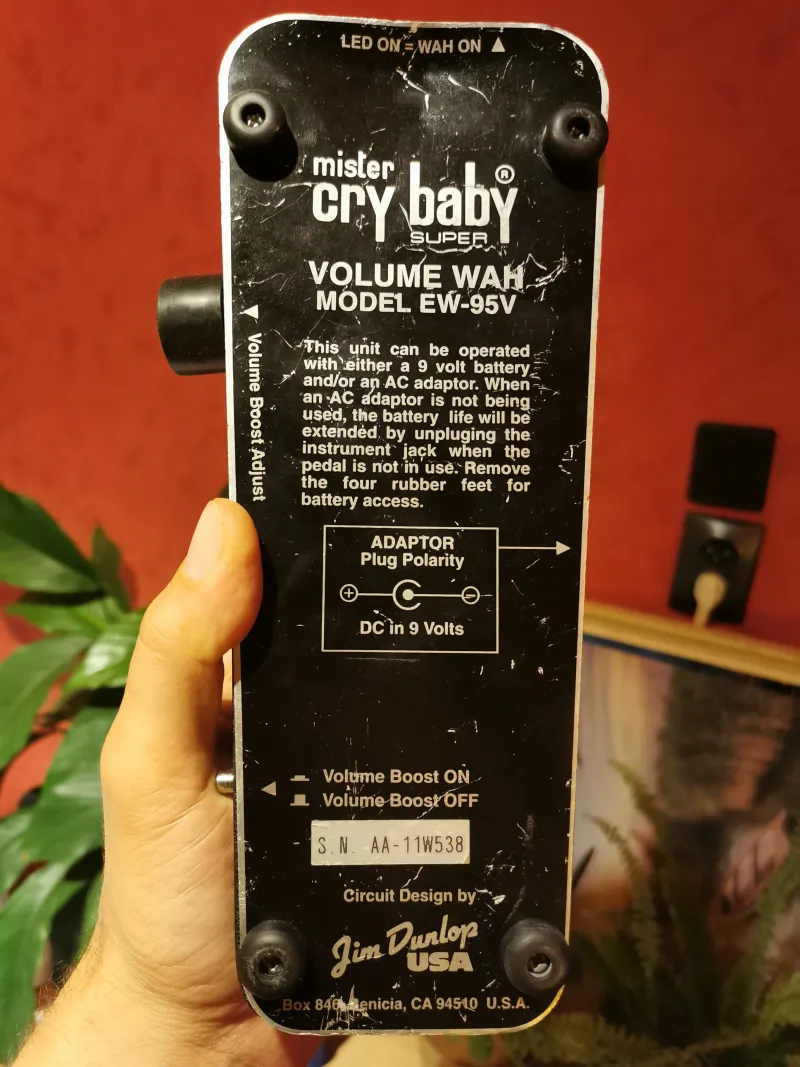 LED ON = WAH ON ▲
mister
cry baby®
SUPER
VOLUME WAH
MODEL EW-95V
▼ Volume Boost Adjust
This unit can be operated
with either a 9 volt battery
and/or an AC adaptor. When
an AC adaptor is not being
used, the battery life will be
extended by unpluging the
instrument jack when the
pedal is not in use. Remove
the four rubber feet for
battery access.
ADAPTOR
Plug Polarity
+ −
DC in 9 Volts
Volume Boost ON
◀ Volume Boost OFF
S.N. AA-11W538
Circuit Design by
Jim Dunlop
USA
Box 846 CA 94510 U.S.A.